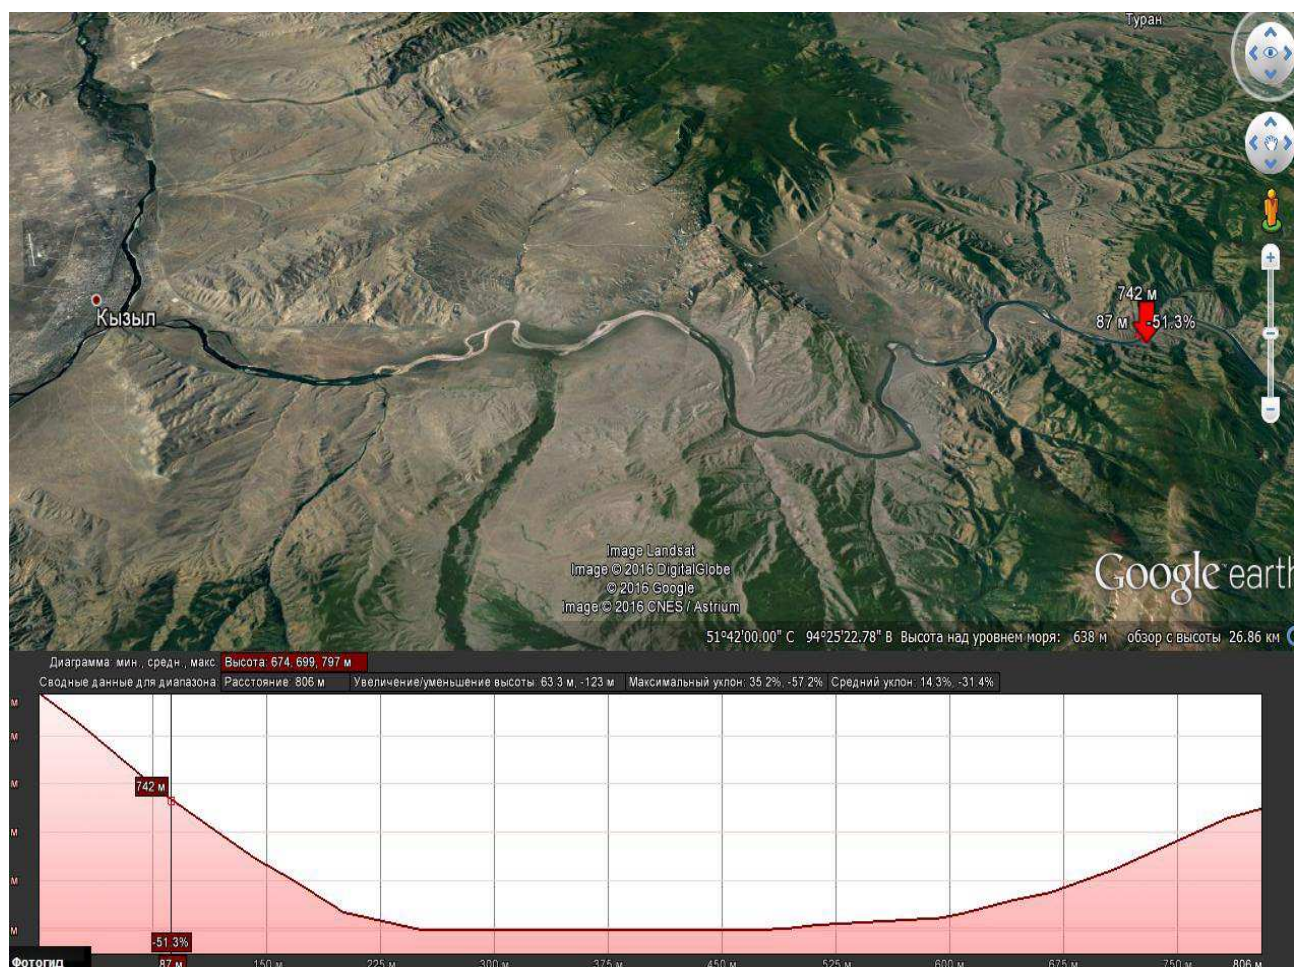 Туран
742 м
87 м -51.3%
Кызыл
Image Landsat
Image © 2016 DigitalGlobe
© 2016 Google
Image © 2016 CNES / Astrium
Google earth
51°42'00.00" С 94°25'22.78" В Высота над уровнем моря: 638 м обзор с высоты 26.86 км
Диаграмма: мин., средн., макс. Высота: 674, 699, 797 м
Сводные данные для диапазона: Расстояние: 806 м Увеличение/уменьшение высоты: 63.3 м, -123 м Максимальный уклон: 35.2%, -57.2% Средний уклон: 14.3%, -31.4%
м
м
742 м
м
м
м
м
-51.3%
Фотогид 87 м 150 м 225 м 300 м 375 м 450 м 525 м 600 м 675 м 750 м 806 м